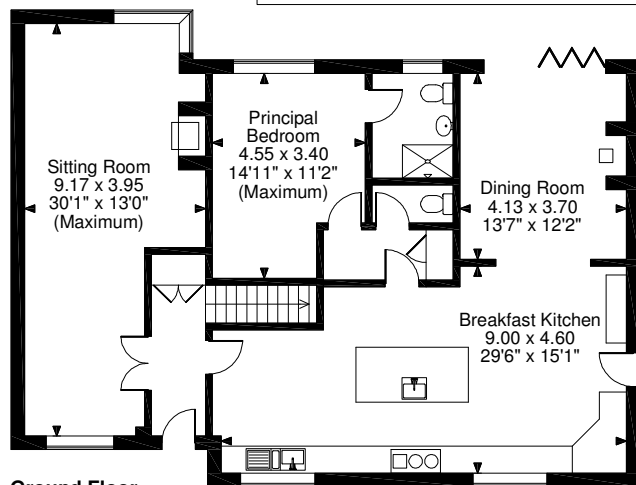 Sitting Room
9.17 x 3.95
30'1" x 13'0"
(Maximum)
Principal
Bedroom
4.55 x 3.40
14'11" x 11'2"
(Maximum)
Dining Room
4.13 x 3.70
13'7" x 12'2"
Breakfast Kitchen
9.00 x 4.60
29'6" x 15'1"
Ground Floor